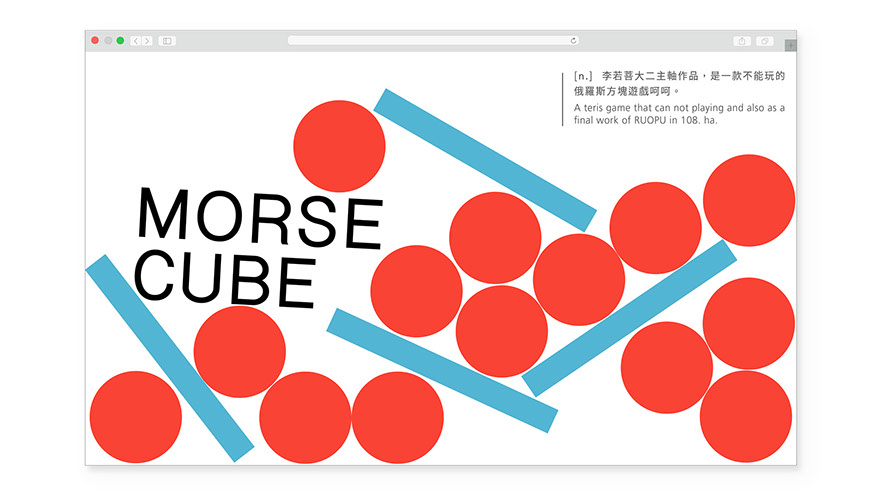 [n.] 李若菩大二主軸作品，是一款不能玩的
俄羅斯方塊遊戲呵呵。
A teris game that can not playing and also as a
final work of RUOPU in 108. ha.
MORSE
CUBE